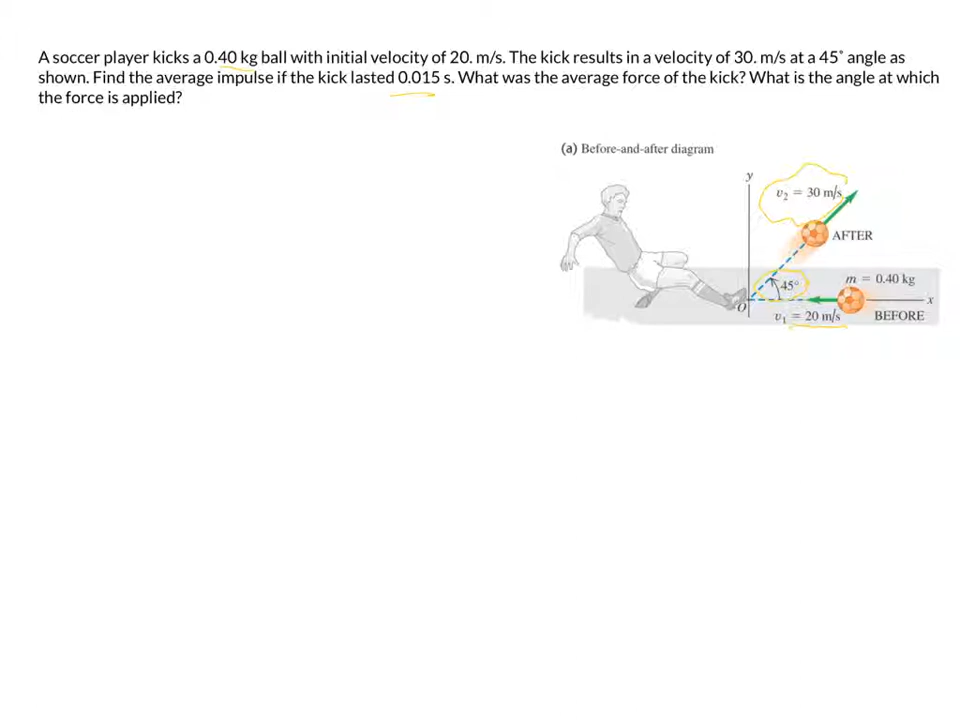 A soccer player kicks a 0.40 kg ball with initial velocity of 20. m/s. The kick results in a velocity of 30. m/s at a 45° angle as
shown. Find the average impulse if the kick lasted 0.015 s. What was the average force of the kick? What is the angle at which
the force is applied?
(a) Before-and-after diagram
y
v₂ = 30 m/s
AFTER
45°
m = 0.40 kg
x
O
v₁ = 20 m/s
BEFORE